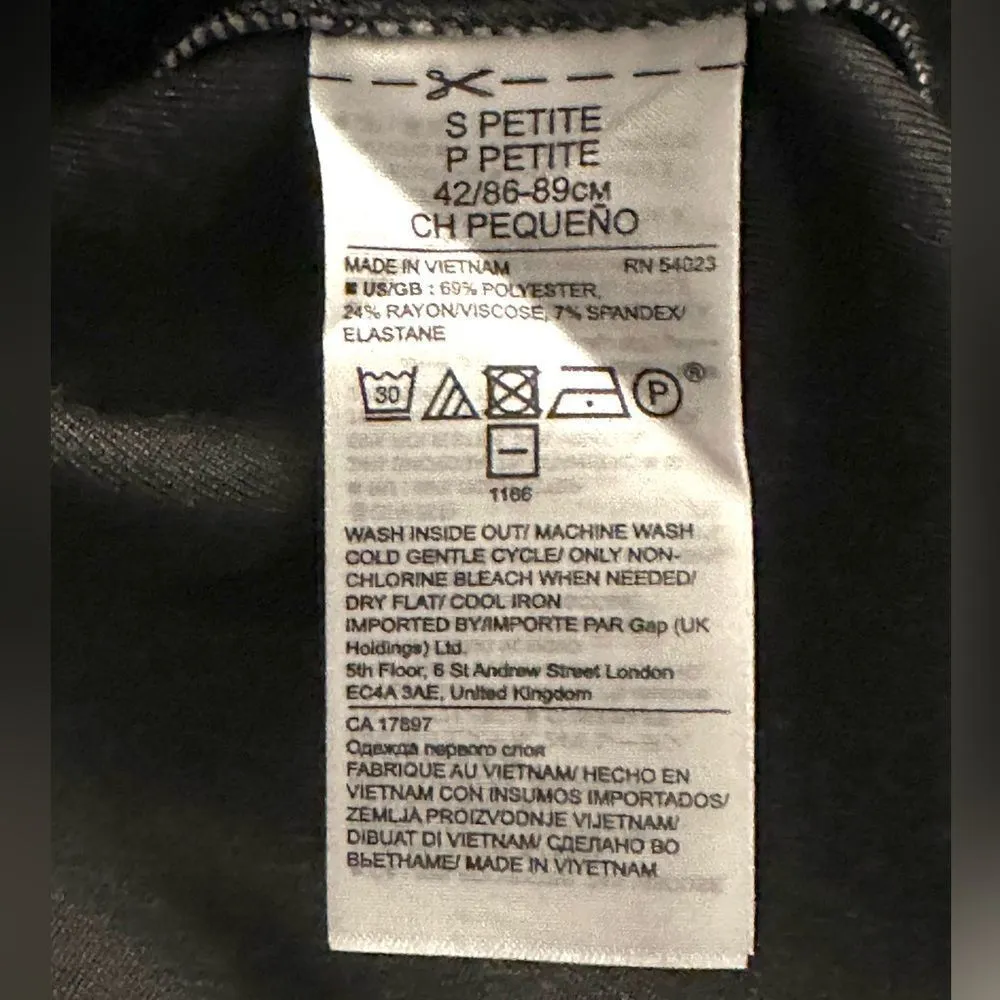 S PETITE
P PETITE
42/86-89CM
CH PEQUEÑO
MADE IN VIETNAM RN 54023
US/GB : 69% POLYESTER,
24% RAYON/VISCOSE, 7% SPANDEX/
ELASTANE
30 P ®
1166
WASH INSIDE OUT/ MACHINE WASH
COLD GENTLE CYCLE/ ONLY NON-
CHLORINE BLEACH WHEN NEEDED/
DRY FLAT/ COOL IRON
IMPORTED BY/IMPORTE PAR Gap (UK
Holdings) Ltd.
5th Floor, 6 St Andrew Street London
EC4A 3AE, United Kingdom
CA 17897
Одежда первого слоя
FABRIQUE AU VIETNAM/ HECHO EN
VIETNAM CON INSUMOS IMPORTADOS/
ZEMLJA PROIZVODNJE VIJETNAM/
DIBUAT DI VIETNAM/ СДЕЛАНО ВО
ВЬЕТНАМЕ/ MADE IN VIYETNAM